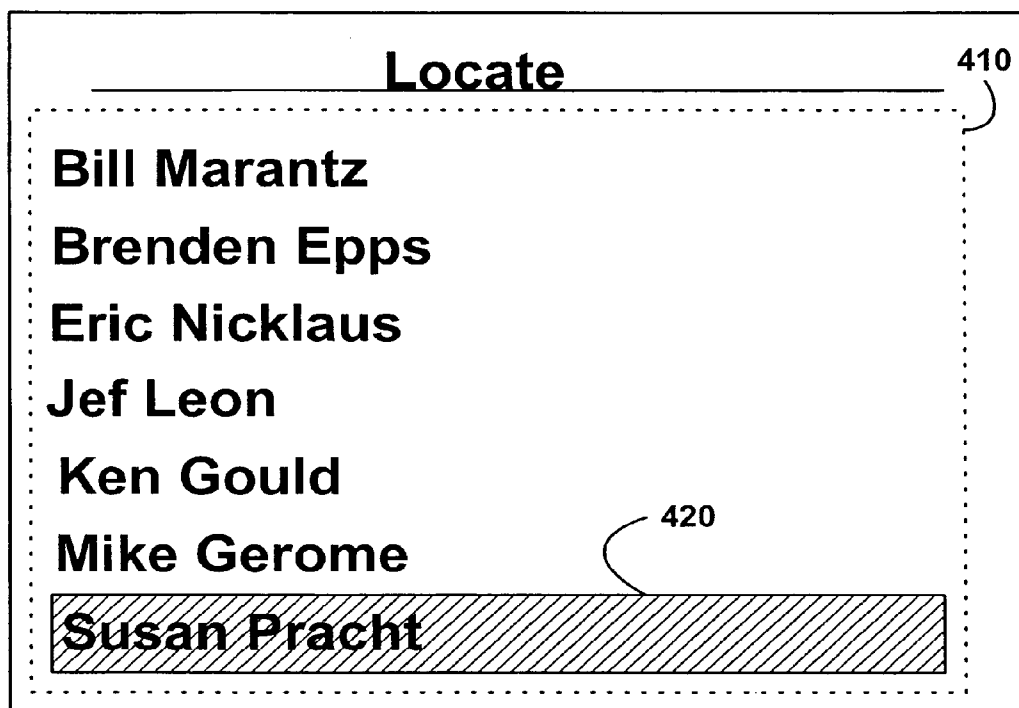 Locate
410
Bill Marantz
Brenden Epps
Eric Nicklaus
Jef Leon
Ken Gould
420
Mike Gerome
Susan Pracht